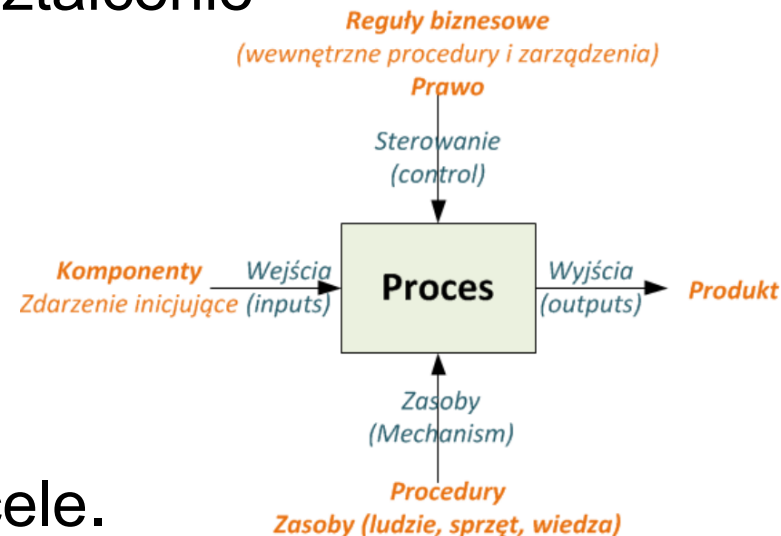 Reguły biznesowe
(wewnętrzne procedury i zarządzenia)
Prawo
Sterowanie
(control)
Komponenty
Zdarzenie inicjujące
Wejścia
(inputs)
Proces
Wyjścia
(outputs)
Produkt
Zasoby
(Mechanism)
cele.
Procedury
Zasoby (ludzie, sprzęt, wiedza)